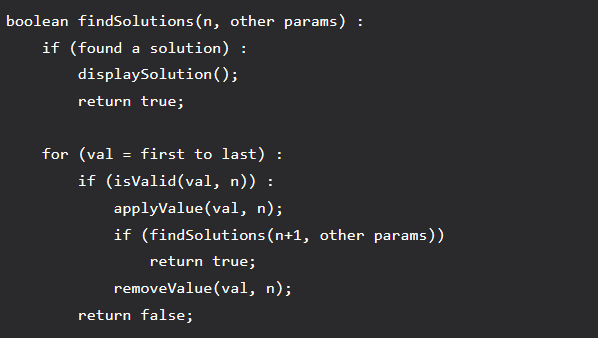 boolean findSolutions(n, other params) :
    if (found a solution) :
        displaySolution();
        return true;

    for (val = first to last) :
        if (isValid(val, n)) :
            applyValue(val, n);
            if (findSolutions(n+1, other params))
                return true;
            removeValue(val, n);
        return false;